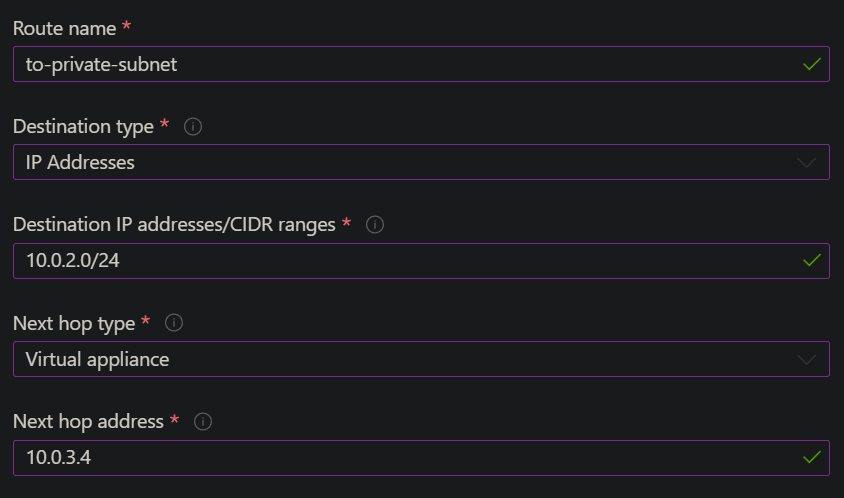 Route name *
to-private-subnet
Destination type *
IP Addresses
Destination IP addresses/CIDR ranges *
10.0.2.0/24
Next hop type *
Virtual appliance
Next hop address *
10.0.3.4